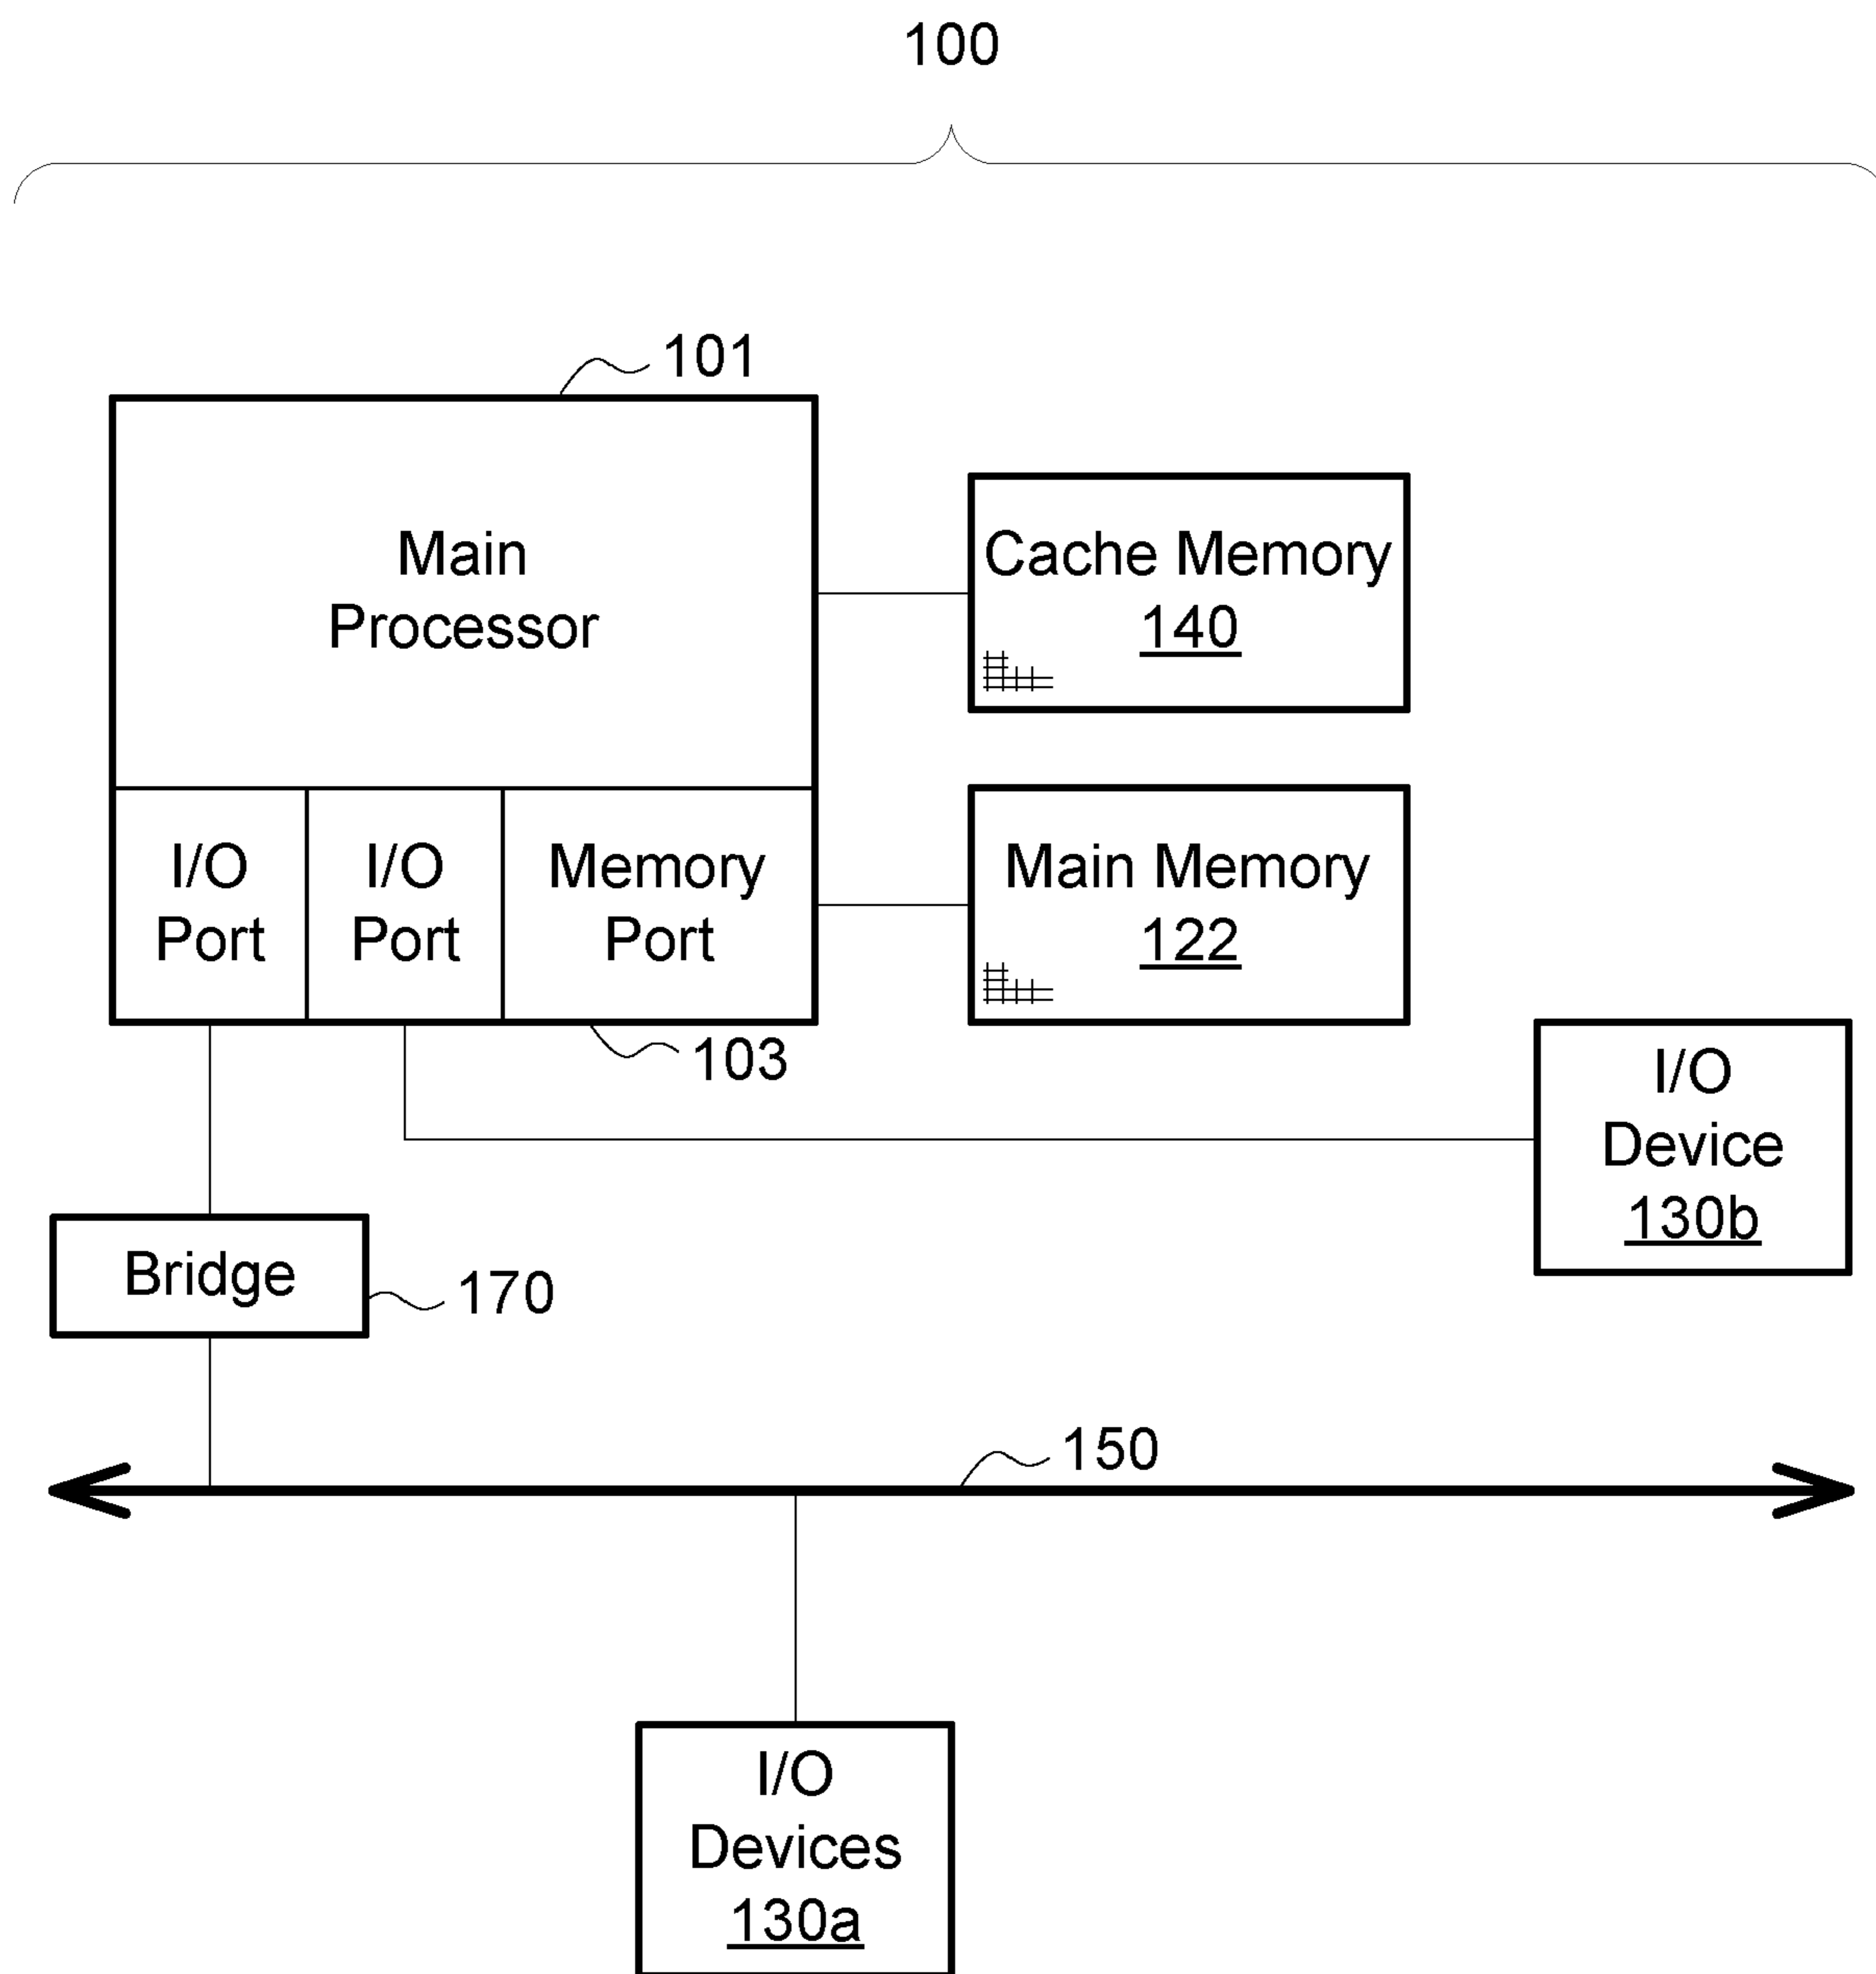 100
101
Main
Processor
Cache Memory
140
I/O
Port
I/O
Port
Memory
Port
Main Memory
122
103
I/O
Device
130b
Bridge
170
150
I/O
Devices
130a